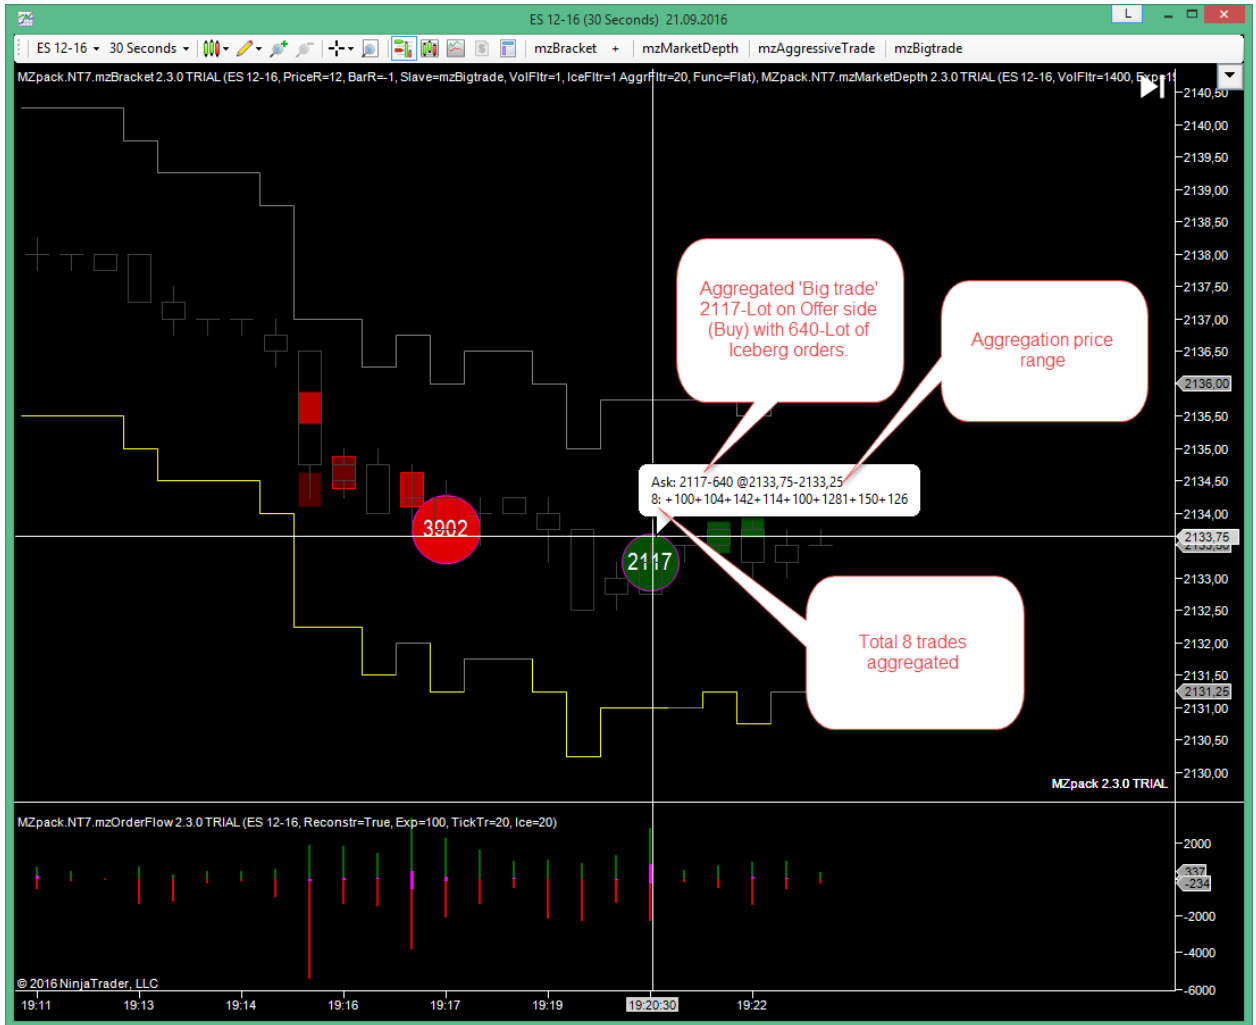 ES 12-16 (30 Seconds) 21.09.2016
L
ES 12-16 30 Seconds mzBracket + mzMarketDepth mzAggressiveTrade mzBigtrade
MZpack.NT7.mzBracket 2.3.0 TRIAL (ES 12-16, PriceR=12, BarR=-1, Slave=mzBigtrade, VolFltr=1, IceFltr=1 AggrFltr=20, Func=Flat), MZpack.NT7.mzMarketDepth 2.3.0 TRIAL (ES 12-16, VolFltr=1400,
2140,50
2140,00
2139,50
2139,00
2138,50
2138,00
2137,50
2137,00
2136,50
2136,00
2135,50
2135,00
2134,50
2134,00
2133,75
2133,00
2132,50
2132,00
2131,50
2131,25
2131,00
2130,50
2130,00
Aggregated 'Big trade'
2117-Lot on Offer side
(Buy) with 640-Lot of
Iceberg orders.
Aggregation price
range
Ask: 2117-640 @2133,75-2133,25
8: +100+104+142+114+100+1281+150+126
3902
2117
Total 8 trades
aggregated
MZpack 2.3.0 TRIAL
MZpack.NT7.mzOrderFlow 2.3.0 TRIAL (ES 12-16, Reconstr=True, Exp=100, TickTr=20, Ice=20)
2000
337
-234
-2000
-4000
-6000
© 2016 NinjaTrader, LLC
19:11 19:13 19:14 19:16 19:17 19:19 19:20:30 19:22